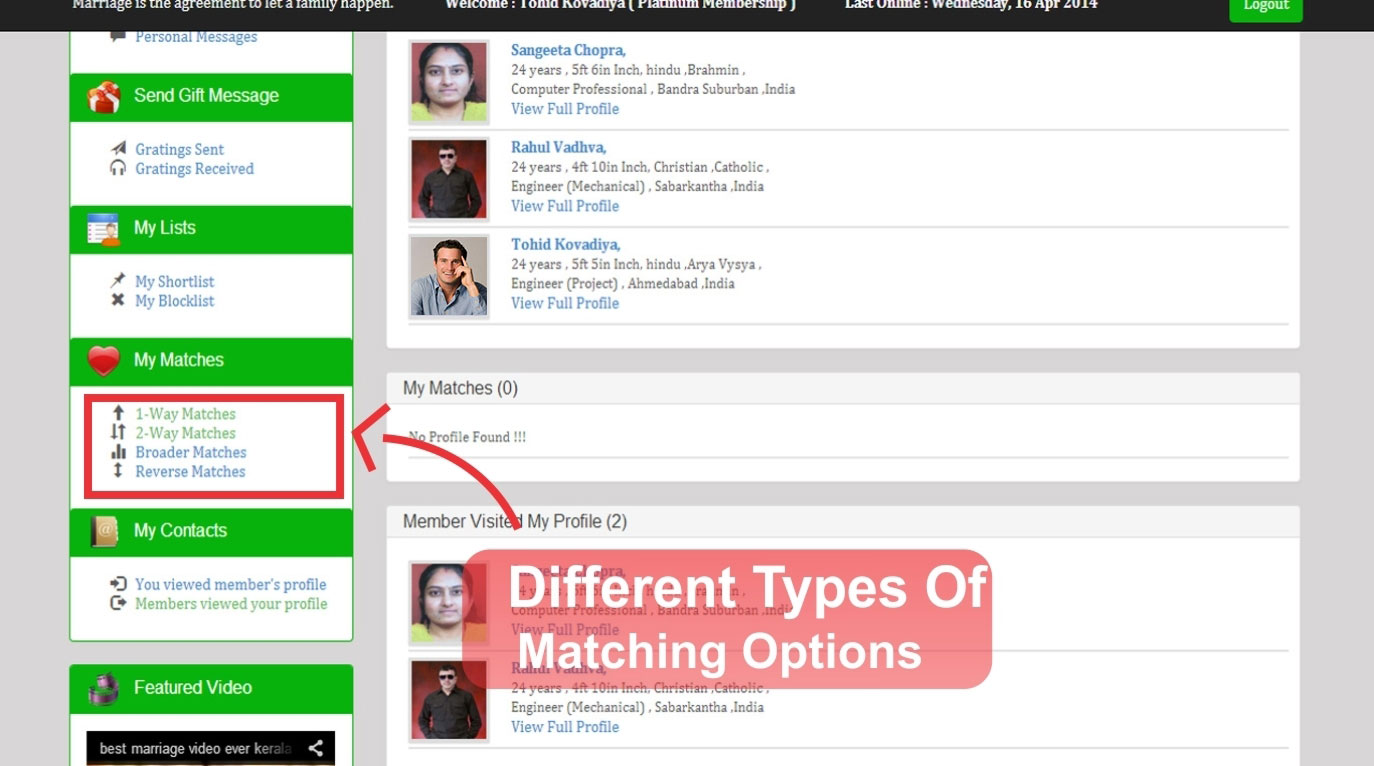 Marriage is the agreement to let a family happen.
Welcome : Tohid Kovadiya ( Platinum Membership )
Last Online : Wednesday, 16 Apr 2014
Logout
Personal Messages
Send Gift Message
Gratings Sent
Gratings Received
My Lists
My Shortlist
My Blocklist
My Matches
1-Way Matches
2-Way Matches
Broader Matches
Reverse Matches
My Contacts
You viewed member's profile
Members viewed your profile
Featured Video
best marriage video ever kerala
Sangeeta Chopra,
24 years , 5ft 6in Inch, hindu ,Brahmin ,
Computer Professional , Bandra Suburban ,India
View Full Profile
Rahul Vadhva,
24 years , 4ft 10in Inch, Christian ,Catholic ,
Engineer (Mechanical) , Sabarkantha ,India
View Full Profile
Tohid Kovadiya,
24 years , 5ft 5in Inch, hindu ,Arya Vysya ,
Engineer (Project) , Ahmedabad ,India
View Full Profile
My Matches (0)
No Profile Found !!!
Member Visited My Profile (2)
Different Types Of
Matching Options
Computer Professional , Bandra Suburban ,India
View Full Profile
Rahul Vadhva,
24 years , 4ft 10in Inch, Christian ,Catholic ,
Engineer (Mechanical) , Sabarkantha ,India
View Full Profile